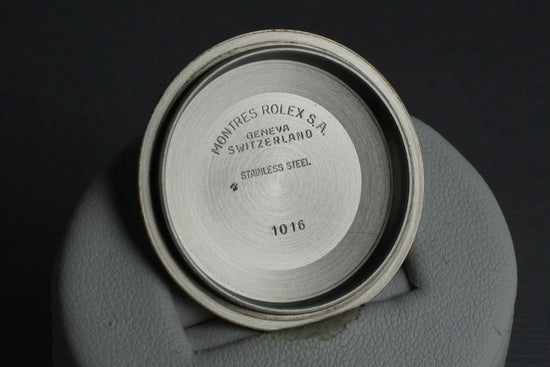 MONTRES ROLEX S.A.
GENEVA
SWITZERLAND
STAINLESS STEEL
1016